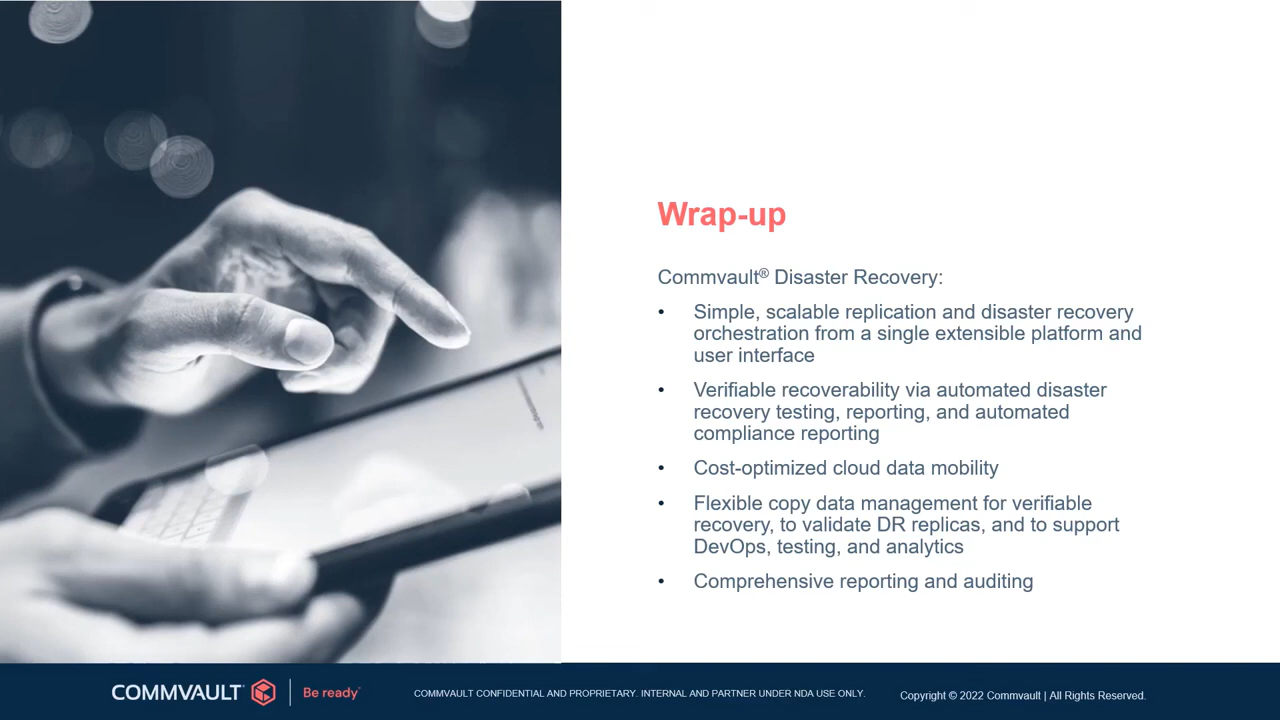 Wrap-up
Commvault® Disaster Recovery:
• Simple, scalable replication and disaster recovery
orchestration from a single extensible platform and
user interface
• Verifiable recoverability via automated disaster
recovery testing, reporting, and automated
compliance reporting
• Cost-optimized cloud data mobility
• Flexible copy data management for verifiable
recovery, to validate DR replicas, and to support
DevOps, testing, and analytics
• Comprehensive reporting and auditing
COMMVAULT Be ready
COMMVAULT CONFIDENTIAL AND PROPRIETARY. INTERNAL AND PARTNER UNDER NDA USE ONLY.
Copyright © 2022 Commvault | All Rights Reserved.